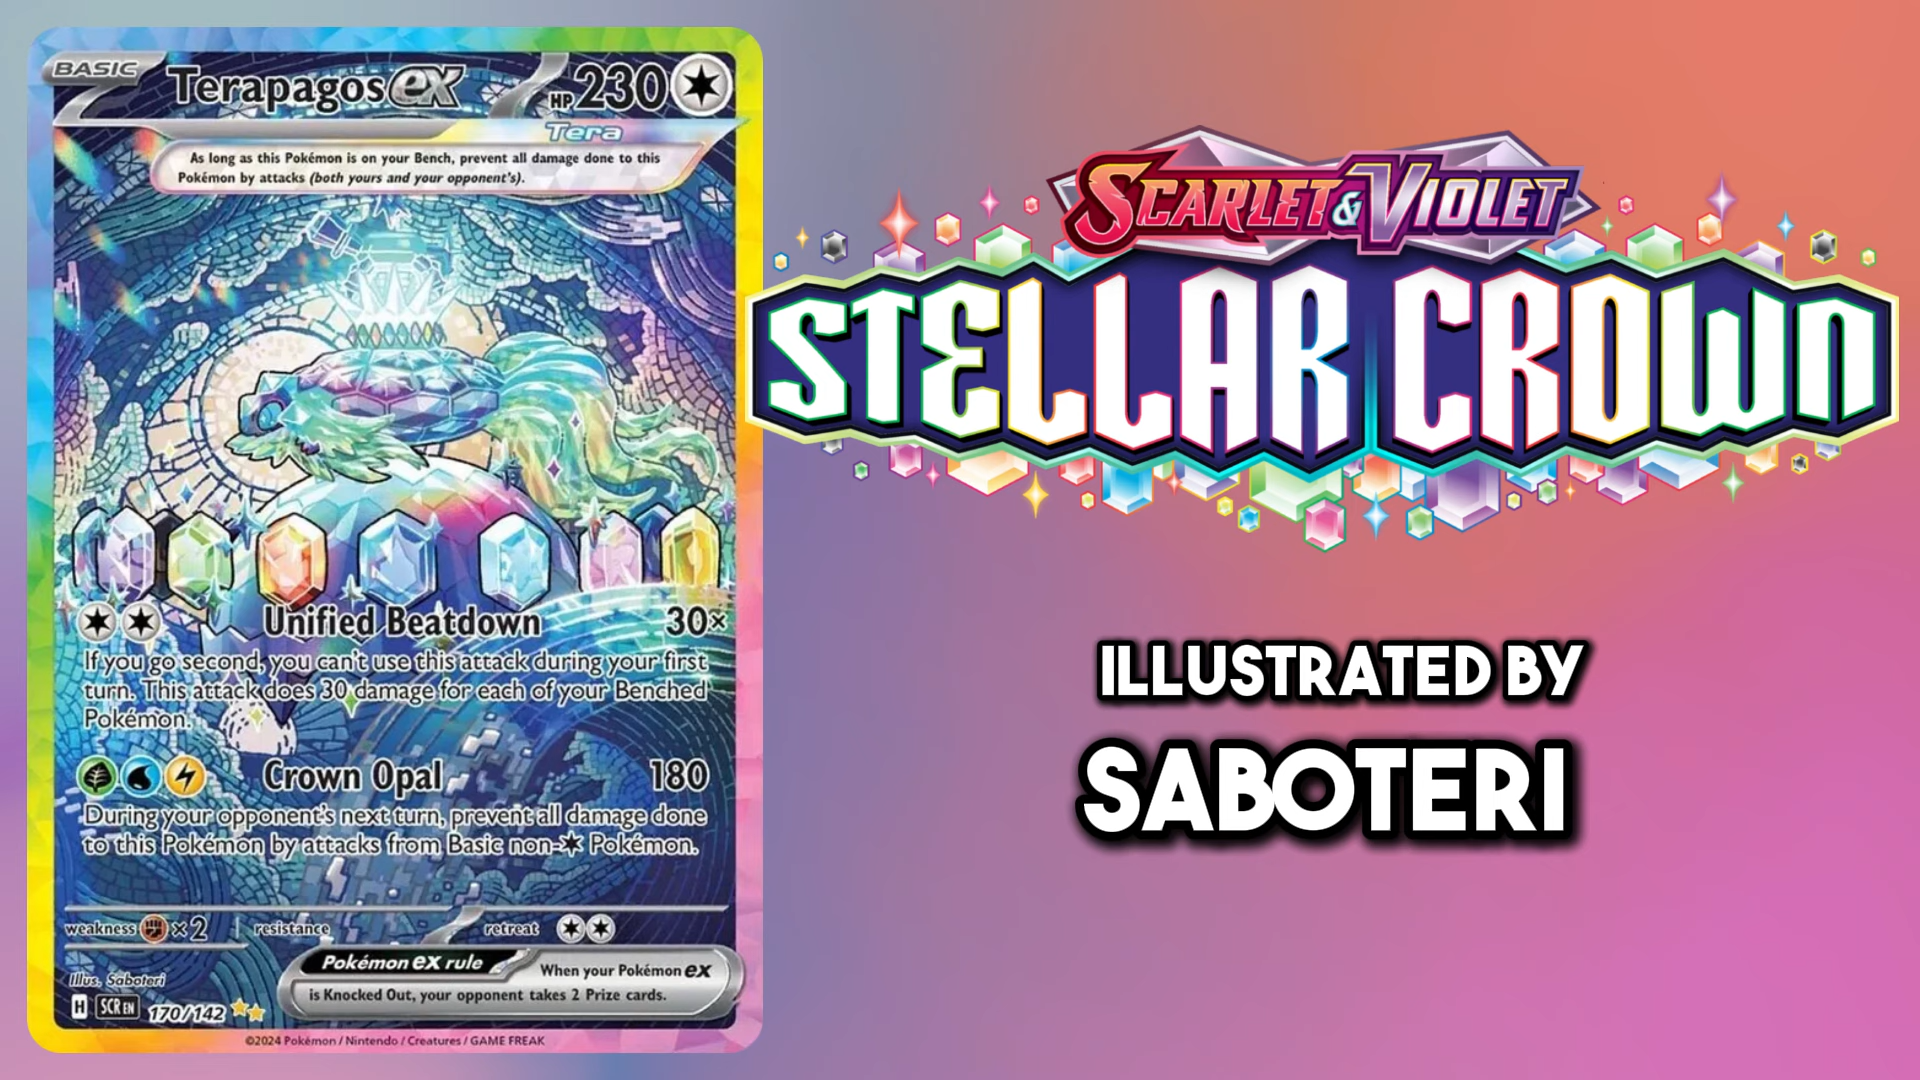 BASIC
Terapagos ex
HP 230
Tera
As long as this Pokémon is on your Bench, prevent all damage done to this
Pokémon by attacks (both yours and your opponent's).
Unified Beatdown 30×
If you go second, you can't use this attack during your first
turn. This attack does 30 damage for each of your Benched
Pokémon.
Crown Opal 180
During your opponent's next turn, prevent all damage done
to this Pokémon by attacks from Basic non- Pokémon.
weakness ×2 resistance retreat
Pokémon ex rule
When your Pokémon ex
is Knocked Out, your opponent takes 2 Prize cards.
Illus. Saboteri
H SCR EN 170/142
©2024 Pokémon / Nintendo / Creatures / GAME FREAK
SCARLET & VIOLET
STELLAR CROWN
ILLUSTRATED BY
SABOTERI